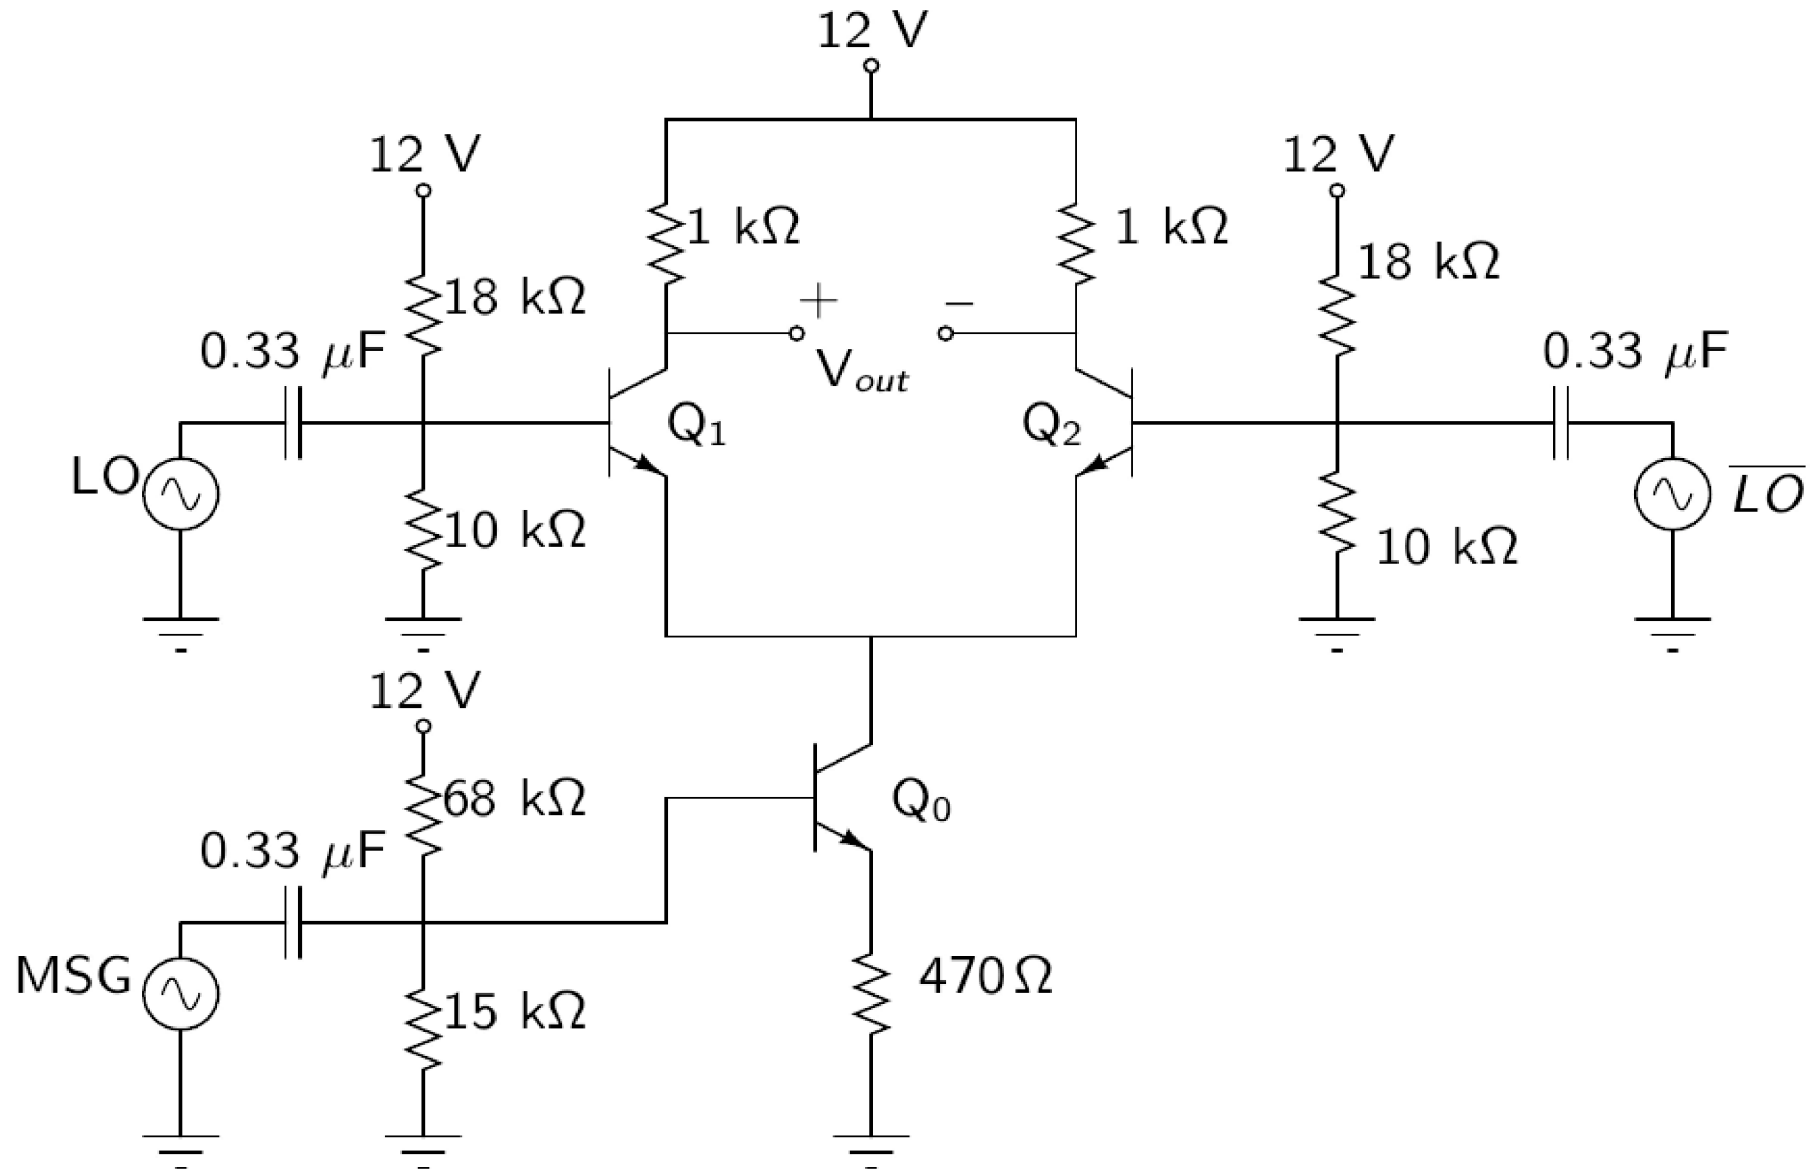 12 V
12 V
12 V
1 kΩ
1 kΩ
18 kΩ
18 kΩ
+
−
0.33 μF
V_out
0.33 μF
Q₁
Q₂
LO
\overline{LO}
10 kΩ
10 kΩ
12 V
68 kΩ
Q₀
0.33 μF
MSG
470 Ω
15 kΩ